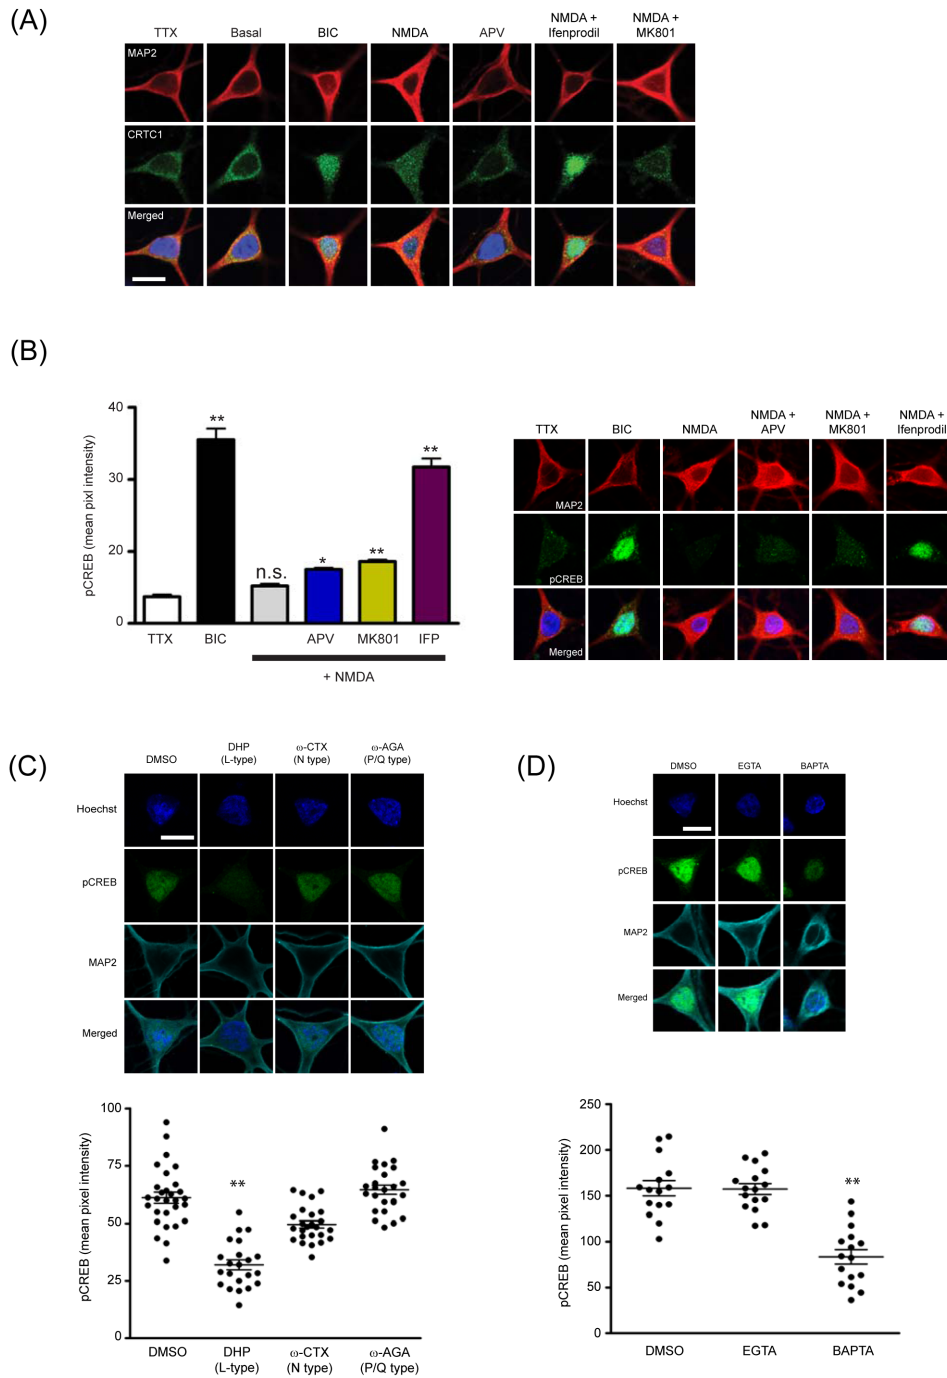 (A)
TTX Basal BIC NMDA APV NMDA + Ifenprodil NMDA + MK801
MAP2
CRTC1
Merged
(B)
pCREB (mean pixl intensity)
40
30
20
0
**
n.s.
*
**
**
TTX BIC APV MK801 IFP
+ NMDA
TTX BIC NMDA NMDA + APV NMDA + MK801 NMDA + Ifenprodil
MAP2
pCREB
Merged
(C)
DMSO DHP (L-type) ω-CTX (N type) ω-AGA (P/Q type)
Hoechst
pCREB
MAP2
Merged
pCREB (mean pixel intensity)
100
75
50
25
0
**
DMSO DHP (L-type) ω-CTX (N type) ω-AGA (P/Q type)
(D)
DMSO EGTA BAPTA
Hoechst
pCREB
MAP2
Merged
pCREB (mean pixel intensity)
250
200
150
100
50
0
**
DMSO EGTA BAPTA